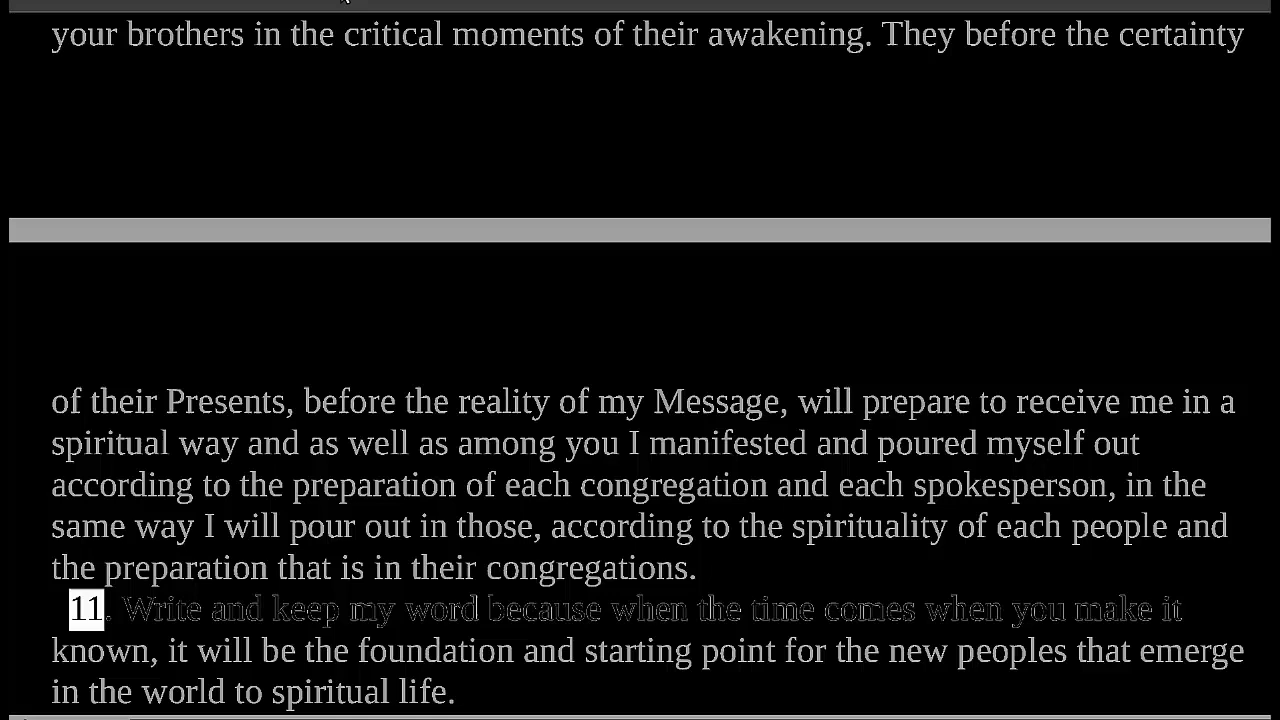 your brothers in the critical moments of their awakening. They before the certainty
of their Presents, before the reality of my Message, will prepare to receive me in a
spiritual way and as well as among you I manifested and poured myself out
according to the preparation of each congregation and each spokesperson, in the
same way I will pour out in those, according to the spirituality of each people and
the preparation that is in their congregations.
11. Write and keep my word because when the time comes when you make it
known, it will be the foundation and starting point for the new peoples that emerge
in the world to spiritual life.